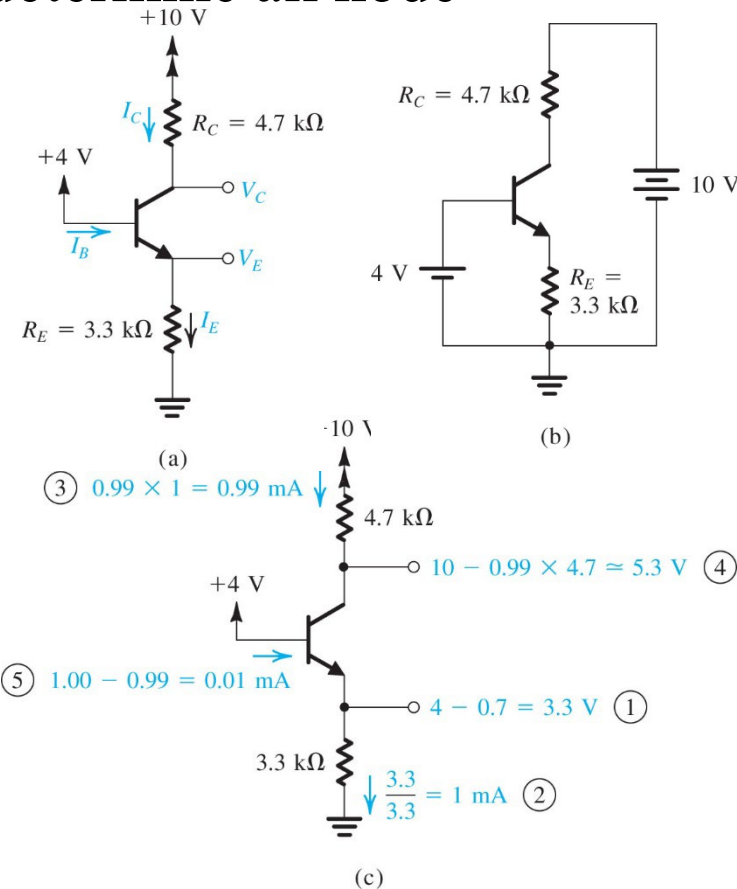 +10 V
I_C
R_C = 4.7 kΩ
+4 V
V_C
I_B
V_E
R_E = 3.3 kΩ
I_E
(a)
R_C = 4.7 kΩ
10 V
4 V
R_E =
3.3 kΩ
(b)
10 V
③ 0.99 × 1 = 0.99 mA
4.7 kΩ
10 − 0.99 × 4.7 ≃ 5.3 V ④
+4 V
⑤ 1.00 − 0.99 = 0.01 mA
4 − 0.7 = 3.3 V ①
3.3 kΩ
3.3
3.3
= 1 mA ②
(c)